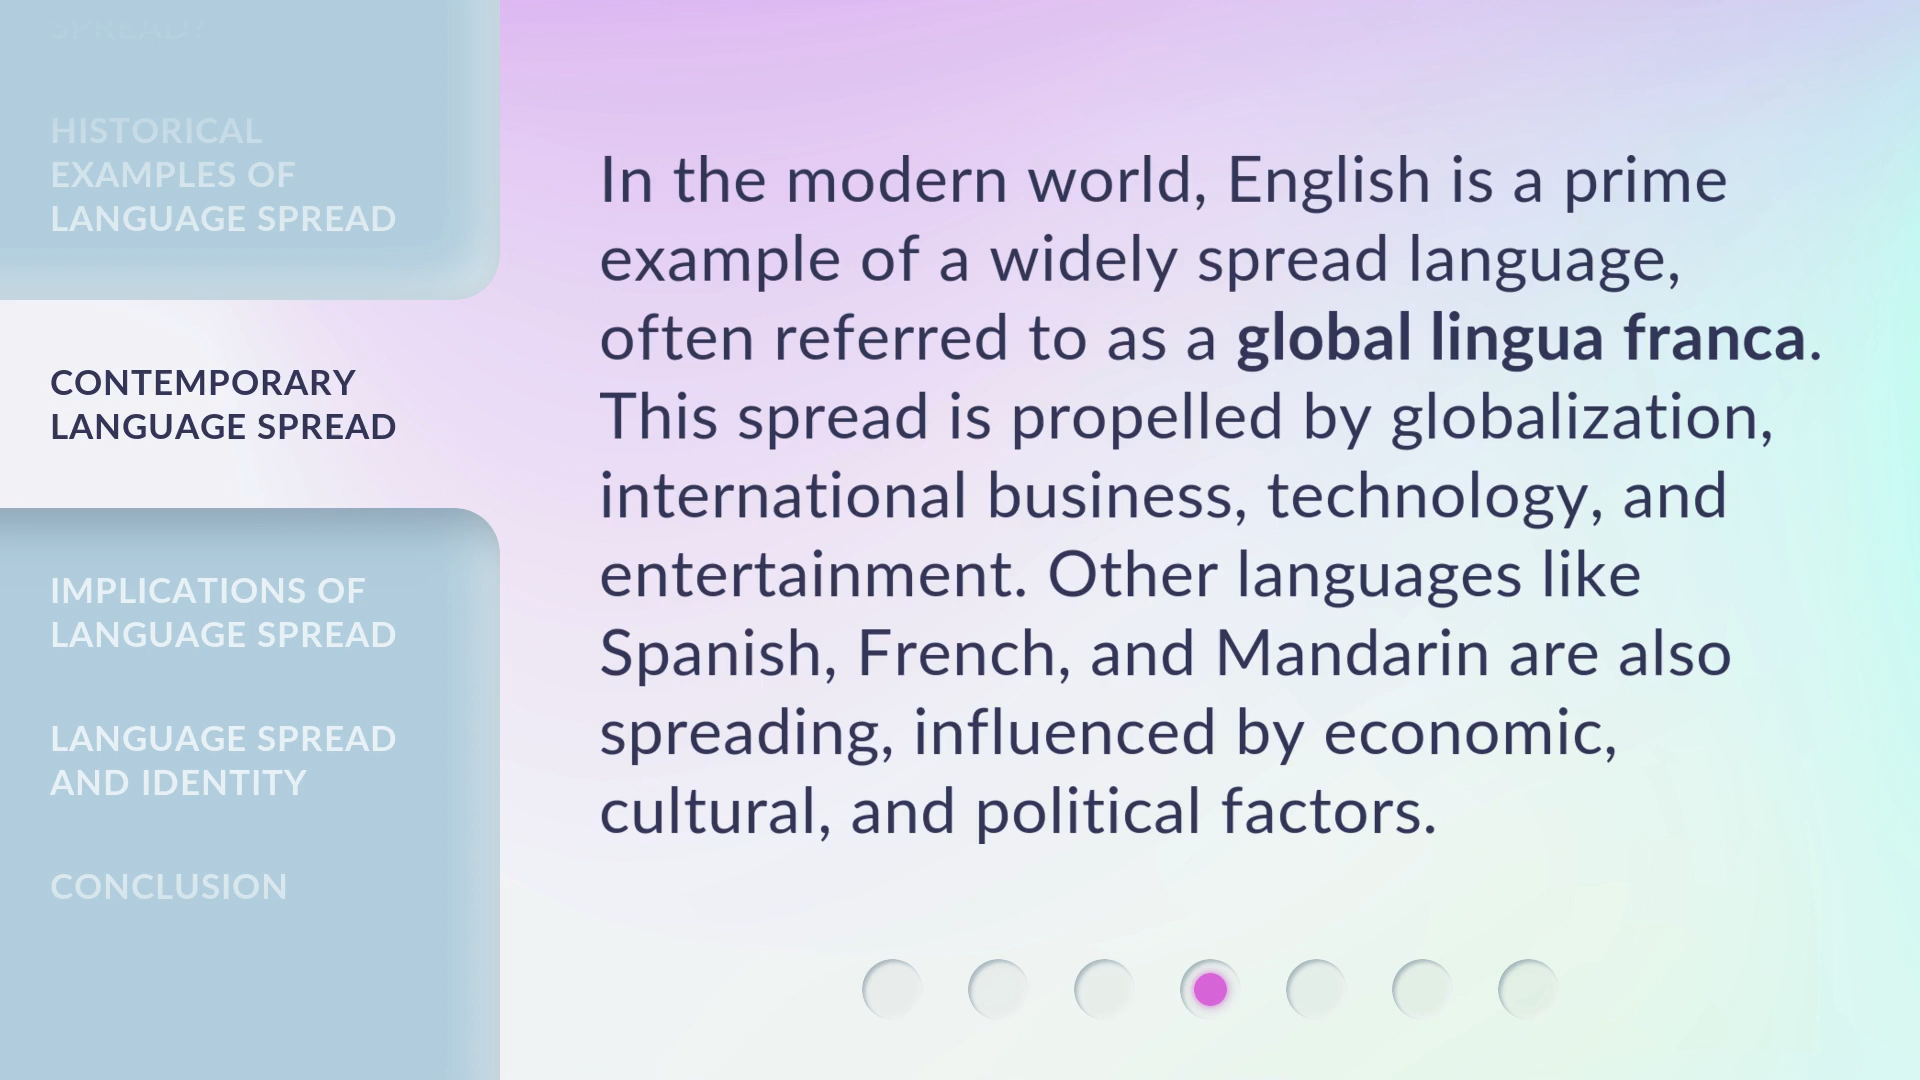 HISTORICAL
EXAMPLES OF
LANGUAGE SPREAD
CONTEMPORARY
LANGUAGE SPREAD
IMPLICATIONS OF
LANGUAGE SPREAD
LANGUAGE SPREAD
AND IDENTITY
CONCLUSION
In the modern world, English is a prime
example of a widely spread language,
often referred to as a global lingua franca.
This spread is propelled by globalization,
international business, technology, and
entertainment. Other languages like
Spanish, French, and Mandarin are also
spreading, influenced by economic,
cultural, and political factors.